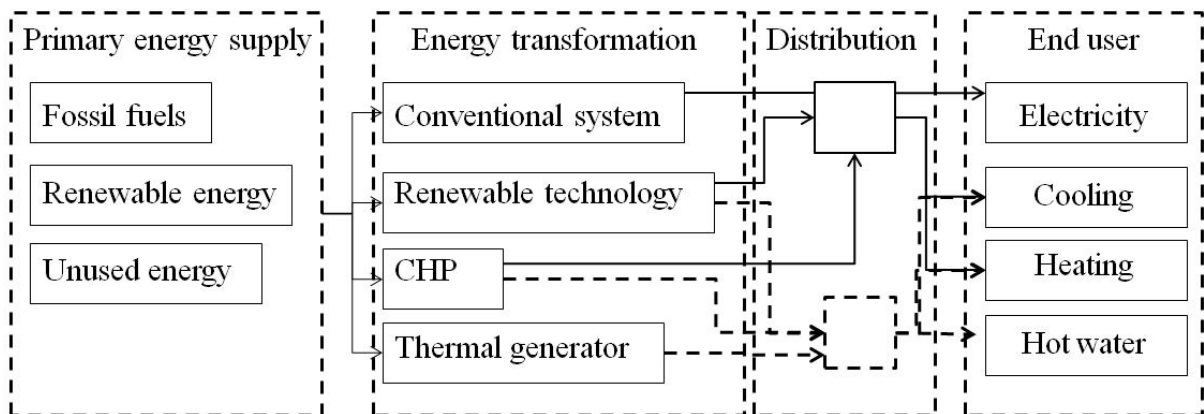 Primary energy supply
Fossil fuels
Renewable energy
Unused energy
Energy transformation
Conventional system
Renewable technology
CHP
Thermal generator
Distribution
End user
Electricity
Cooling
Heating
Hot water